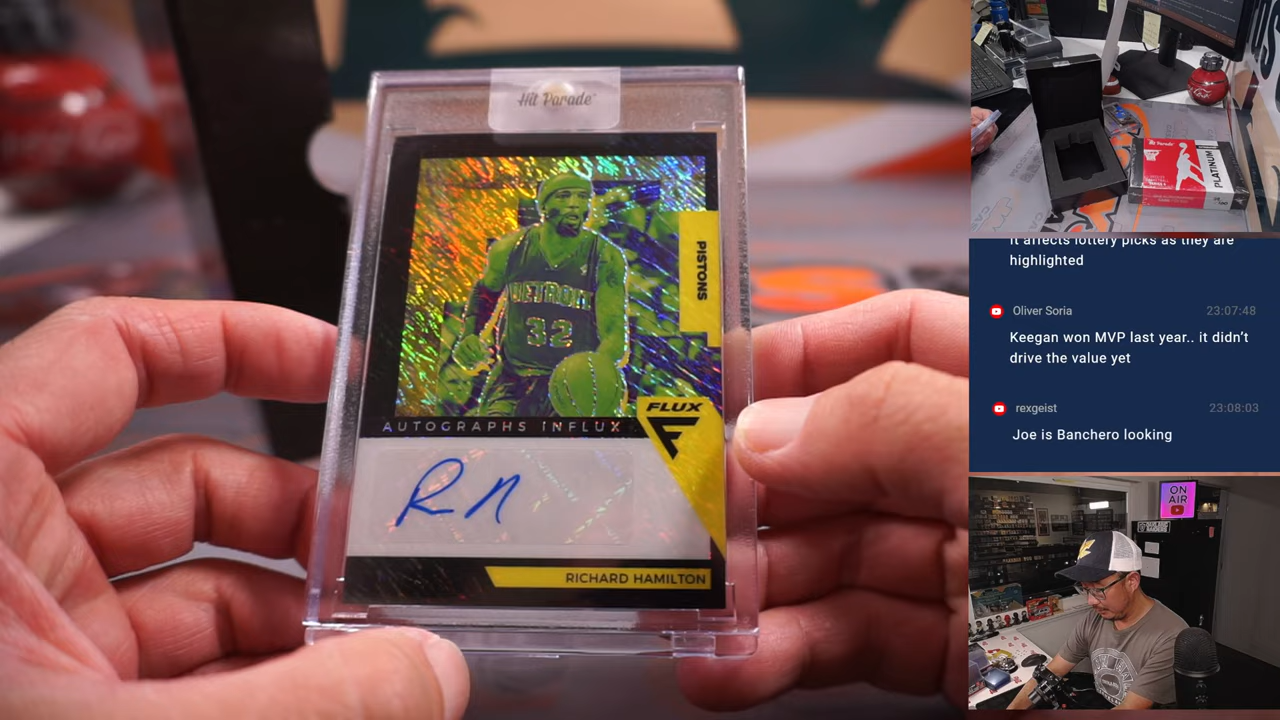 Hit Parade
PISTONS
DETROIT
32
FLUX
AUTOGRAPHS INFLUX
RICHARD HAMILTON
Hit Parade
PLATINUM
it affects lottery picks as they are
highlighted
Oliver Soria
23:07:48
Keegan won MVP last year.. it didn't
drive the value yet
rexgeist
23:08:03
Joe is Banchero looking
ON
AIR